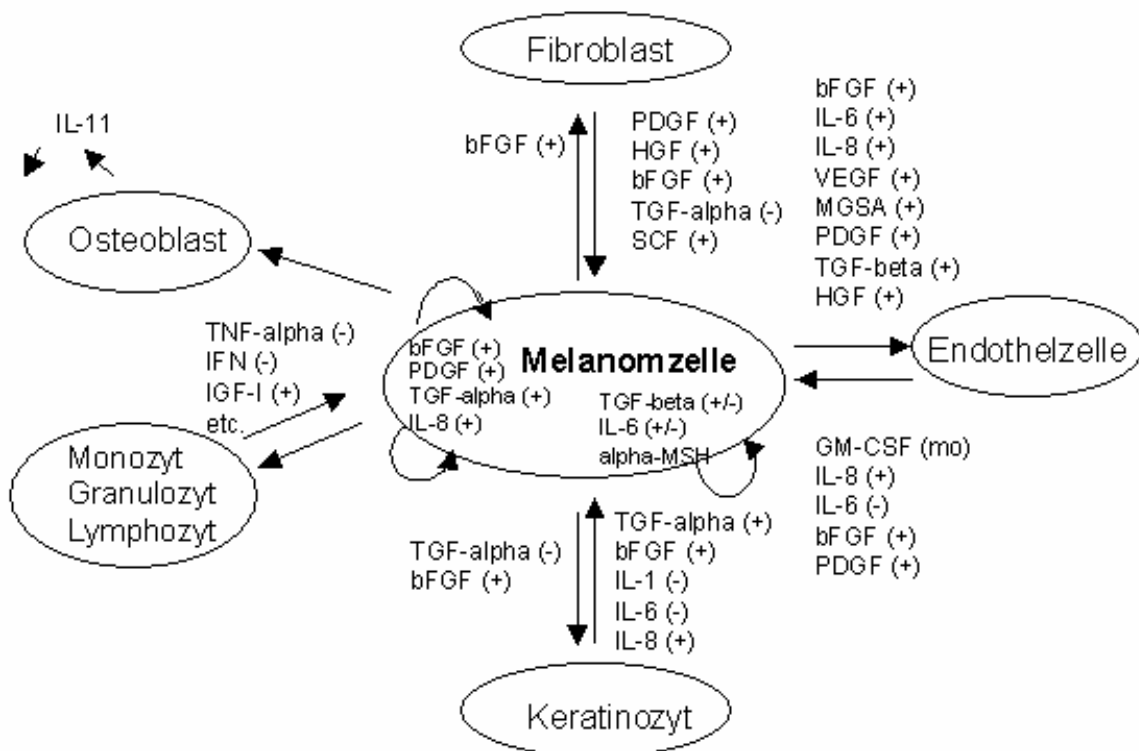 Fibroblast
bFGF (+)
PDGF (+)
HGF (+)
bFGF (+)
TGF-alpha (-)
SCF (+)
bFGF (+)
IL-6 (+)
IL-8 (+)
VEGF (+)
MGSA (+)
PDGF (+)
TGF-beta (+)
HGF (+)
IL-11
Osteoblast
TNF-alpha (-)
IFN (-)
IGF-I (+)
etc.
Melanomzelle
bFGF (+)
PDGF (+)
TGF-alpha (+)
IL-8 (+)
TGF-beta (+/-)
IL-6 (+/-)
alpha-MSH
Endothelzelle
Monozyt
Granulozyt
Lymphozyt
GM-CSF (mo)
IL-8 (+)
IL-6 (-)
bFGF (+)
PDGF (+)
TGF-alpha (-)
bFGF (+)
TGF-alpha (+)
bFGF (+)
IL-1 (-)
IL-6 (-)
IL-8 (+)
Keratinozyt